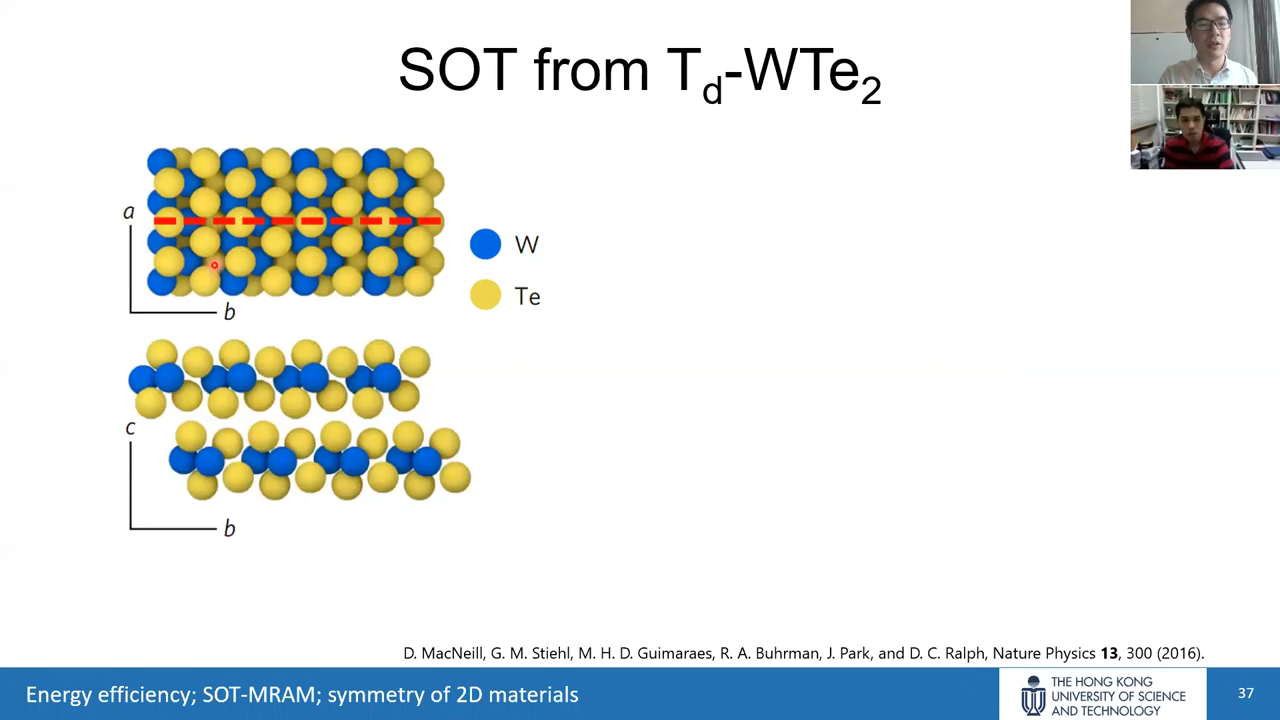 SOT from Td-WTe2
a
b
W
Te
c
b
D. MacNeill, G. M. Stiehl, M. H. D. Guimaraes, R. A. Buhrman, J. Park, and D. C. Ralph, Nature Physics 13, 300 (2016).
Energy efficiency; SOT-MRAM; symmetry of 2D materials
THE HONG KONG
UNIVERSITY OF SCIENCE
AND TECHNOLOGY
37